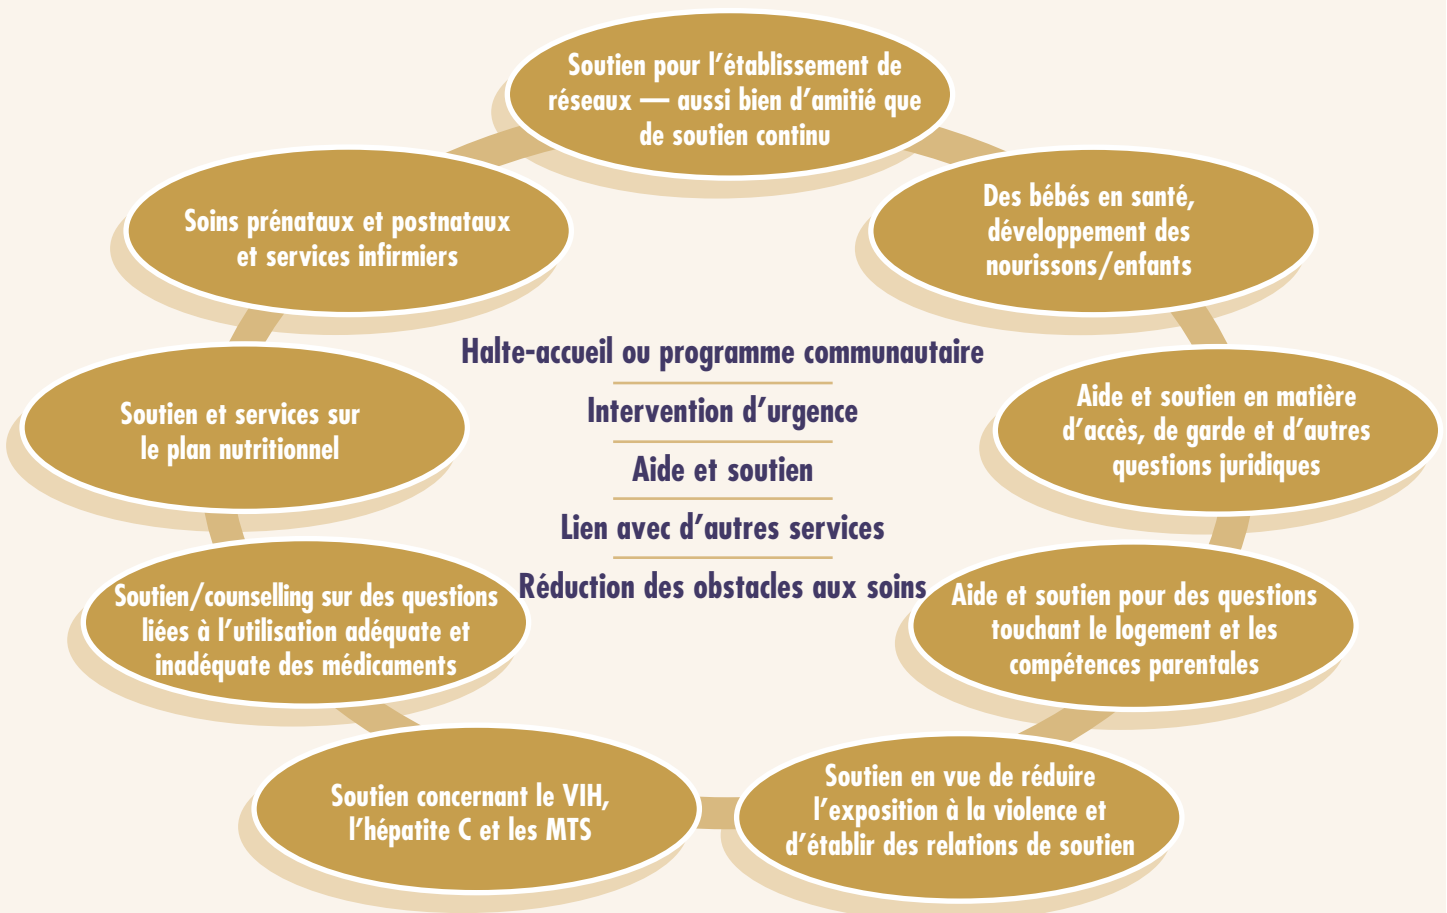 Soutien pour l’établissement de
réseaux — aussi bien d’amitié que
de soutien continu
Des bébés en santé,
développement des
nourissons/enfants
Aide et soutien en matière
d’accès, de garde et d’autres
questions juridiques
Aide et soutien pour des questions
touchant le logement et les
compétences parentales
Soutien en vue de réduire
l’exposition à la violence et
d’établir des relations de soutien
Soutien concernant le VIH,
l’hépatite C et les MTS
Soutien/counselling sur des questions
liées à l’utilisation adéquate et
inadéquate des médicaments
Soutien et services sur
le plan nutritionnel
Soins prénataux et postnataux
et services infirmiers
Halte-accueil ou programme communautaire
Intervention d’urgence
Aide et soutien
Lien avec d’autres services
Réduction des obstacles aux soins